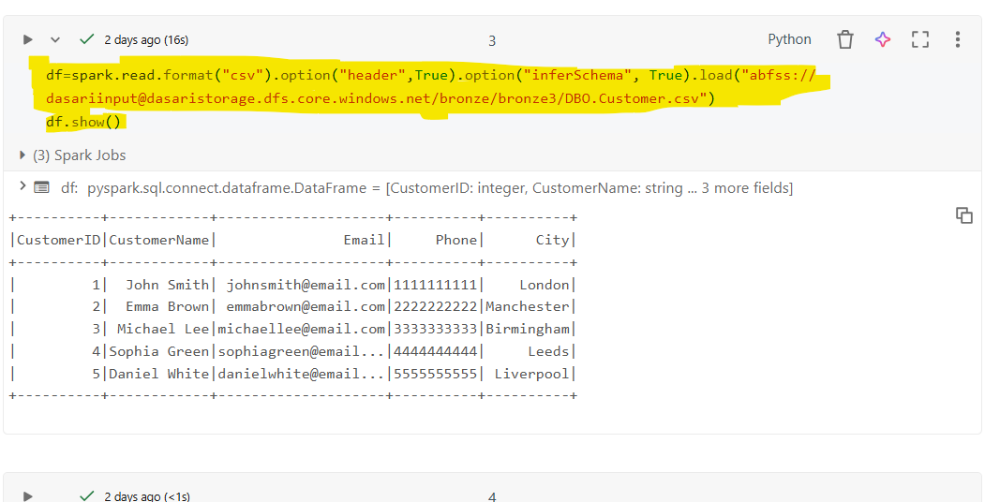 2 days ago (16s)
3
Python
df=spark.read.format("csv").option("header",True).option("inferSchema", True).load("abfss://
dasariinput@dasaristorage.dfs.core.windows.net/bronze/bronze3/DBO.Customer.csv")
df.show()
(3) Spark Jobs
df: pyspark.sql.connect.dataframe.DataFrame = [CustomerID: integer, CustomerName: string ... 3 more fields]
+----------+------------+--------------------+----------+----------+
|CustomerID|CustomerName|               Email|     Phone|      City|
+----------+------------+--------------------+----------+----------+
|         1|  John Smith| johnsmith@email.com|1111111111|    London|
|         2|  Emma Brown| emmabrown@email.com|2222222222|Manchester|
|         3| Michael Lee|michaellee@email.com|3333333333|Birmingham|
|         4|Sophia Green|sophiagreen@email...|4444444444|     Leeds|
|         5|Daniel White|danielwhite@email...|5555555555| Liverpool|
+----------+------------+--------------------+----------+----------+
2 days ago (<1s)
4